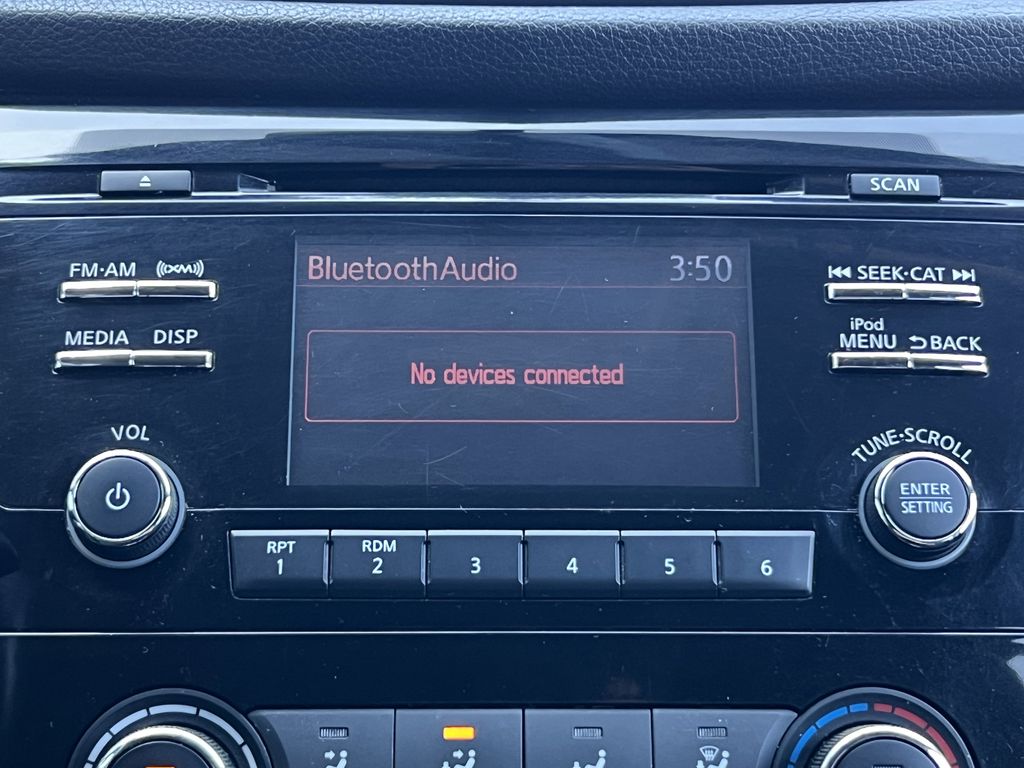 SCAN
FM·AM
((XM))
BluetoothAudio 3:50
SEEK·CAT
MEDIA DISP
iPod
MENU BACK
No devices connected
VOL
TUNE·SCROLL
ENTER
SETTING
RPT
1
RDM
2
3
4
5
6